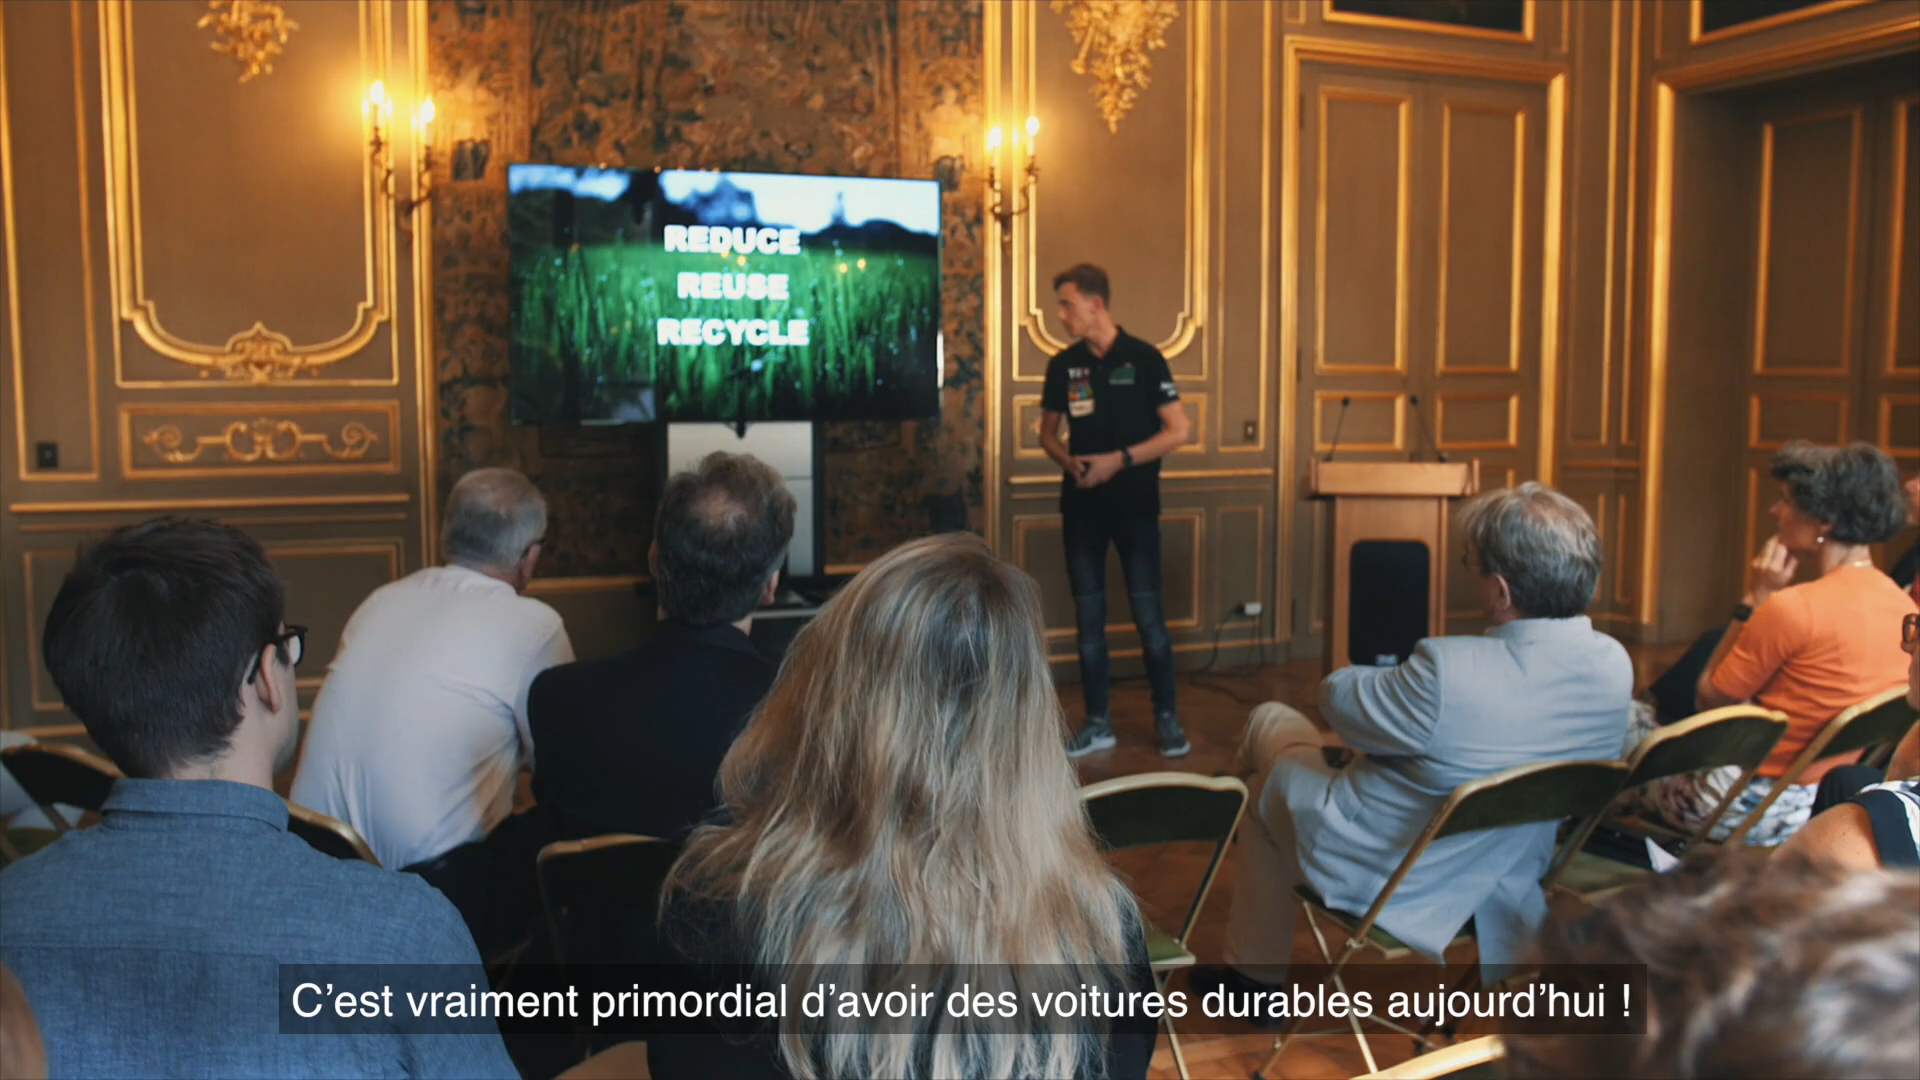 REDUCE
REUSE
RECYCLE
C’est vraiment primordial d’avoir des voitures durables aujourd’hui !